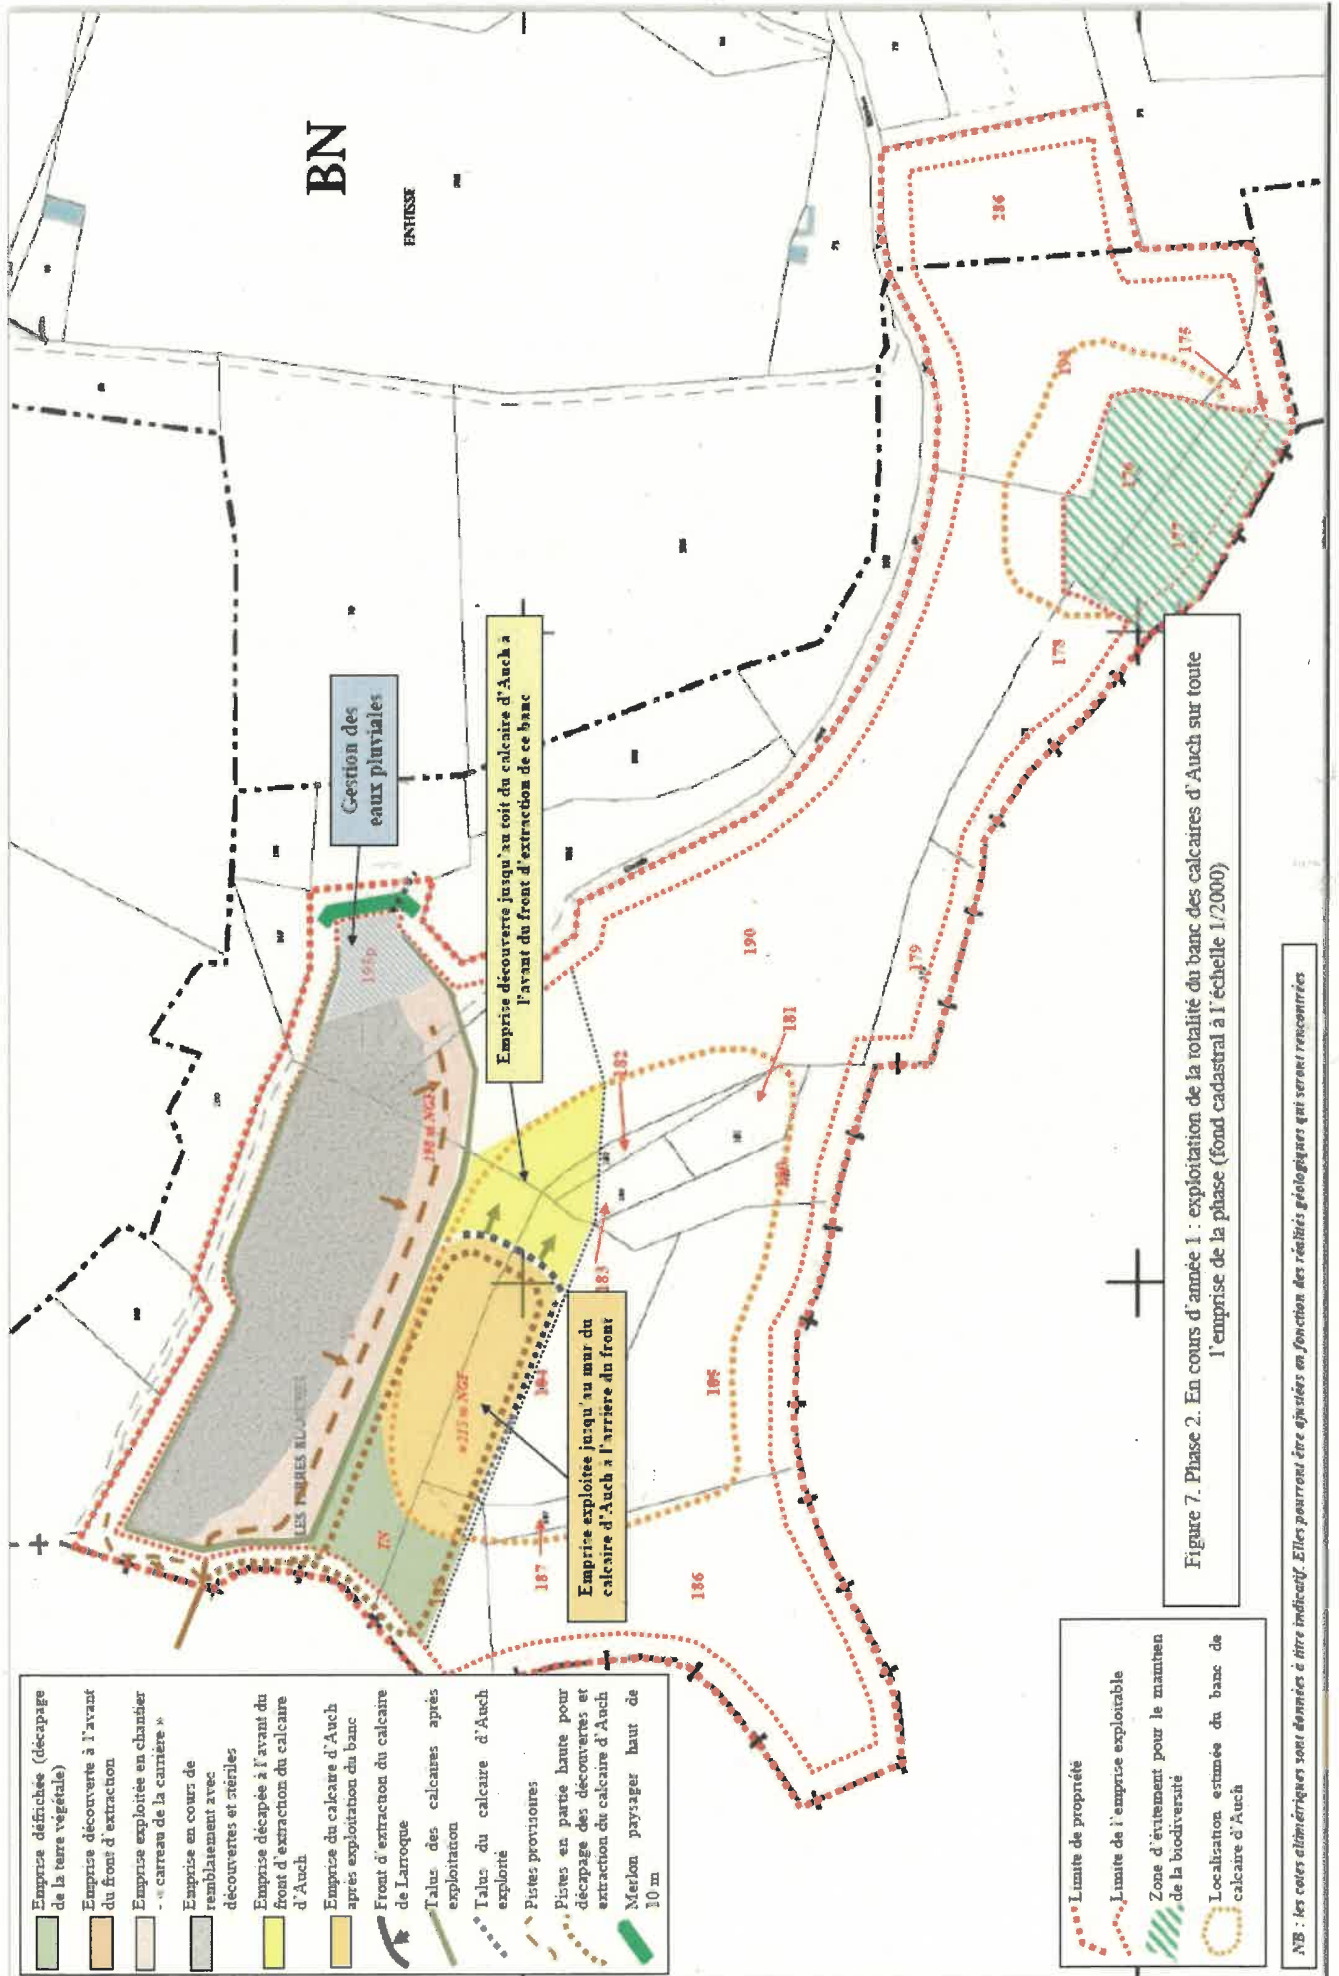 Emprise défrichée (décapage
de la terre végétale)
Emprise découverte à l'avant
du front d'extraction
Emprise exploitée en chantier
- « carreau de la carrière »
Emprise en cours de
remblaiement avec
découvertes et stériles
Emprise décapée à l'avant du
front d'extraction du calcaire
d'Auch
Emprise du calcaire d'Auch
après exploitation du banc
Front d'extraction du calcaire
de Larroque
Talus des calcaires après
exploitation
Talus du calcaire d'Auch
exploité
Pistes provisoires
Pistes en partie haute pour
décapage des découvertes et
extraction du calcaire d'Auch
Merlon paysager haut de
10 m
Limite de propriété
Limite de l'emprise exploitable
Zone d'évitement pour le maintien
de la biodiversité
Localisation estimée du banc de
calcaire d'Auch
BN
ENHISSE
Gestion des
eaux pluviales
Emprise découverte jusqu'au toit du calcaire d'Auch à
l'avant du front d'extraction de ce banc
Emprise exploitée jusqu'au mur du
calcaire d'Auch à l'arrière du front
198 m NGF
TN
190
182
181
183
187
186
179
178
177
176
175
286
Figure 7. Phase 2. En cours d'année 1 : exploitation de la totalité du banc des calcaires d'Auch sur toute
l'emprise de la phase (fond cadastral à l'échelle 1/2000)
NB : les cotes altimétriques sont données à titre indicatif. Elles pourront être ajustées en fonction des réalités géologiques qui seront rencontrées